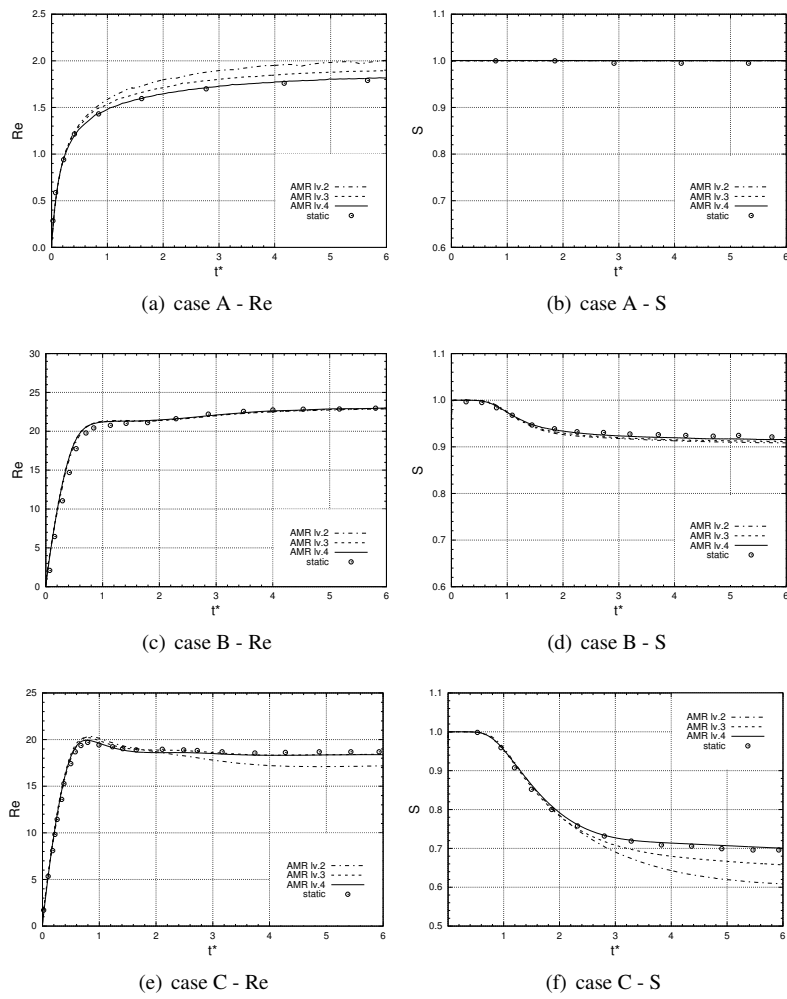 2.5
2.0
1.5
1.0
0.5
0.0
Re
0 1 2 3 4 5 6
t*
AMR lv.2
AMR lv.3
AMR lv.4
static
(a) case A - Re
1.1
1.0
0.9
0.8
0.7
0.6
S
0 1 2 3 4 5 6
t*
AMR lv.2
AMR lv.3
AMR lv.4
static
(b) case A - S
30
25
20
15
10
5
0
Re
0 1 2 3 4 5 6
t*
AMR lv.2
AMR lv.3
AMR lv.4
static
(c) case B - Re
1.1
1.0
0.9
0.8
0.7
0.6
S
0 1 2 3 4 5 6
t*
AMR lv.2
AMR lv.3
AMR lv.4
static
(d) case B - S
25
20
15
10
5
0
Re
0 1 2 3 4 5 6
t*
AMR lv.2
AMR lv.3
AMR lv.4
static
(e) case C - Re
1.1
1.0
0.9
0.8
0.7
0.6
0.5
S
1 2 3 4 5 6
t*
AMR lv.2
AMR lv.3
AMR lv.4
static
(f) case C - S